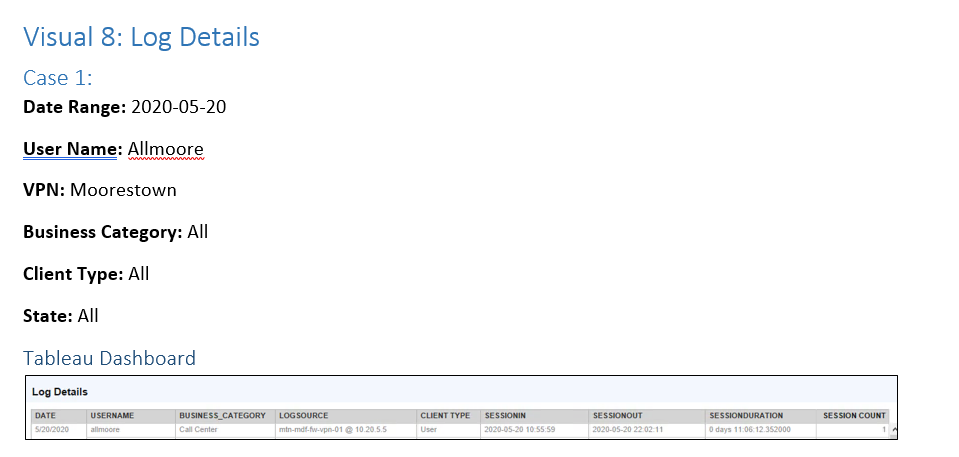 Visual 8: Log Details
Case 1:
Date Range: 2020-05-20
User Name: Allmoore
VPN: Moorestown
Business Category: All
Client Type: All
State: All
Tableau Dashboard
Log Details
DATE USERNAME BUSINESS_CATEGORY LOGSOURCE CLIENT TYPE SESSIONIN SESSIONOUT SESSIONDURATION SESSION COUNT
5/20/2020 allmoore Call Center mtn-mdf-fw-vpn-01 @ 10.20.5.5 User 2020-05-20 10:55:59 2020-05-20 22:02:11 0 days 11:06:12.352000 1